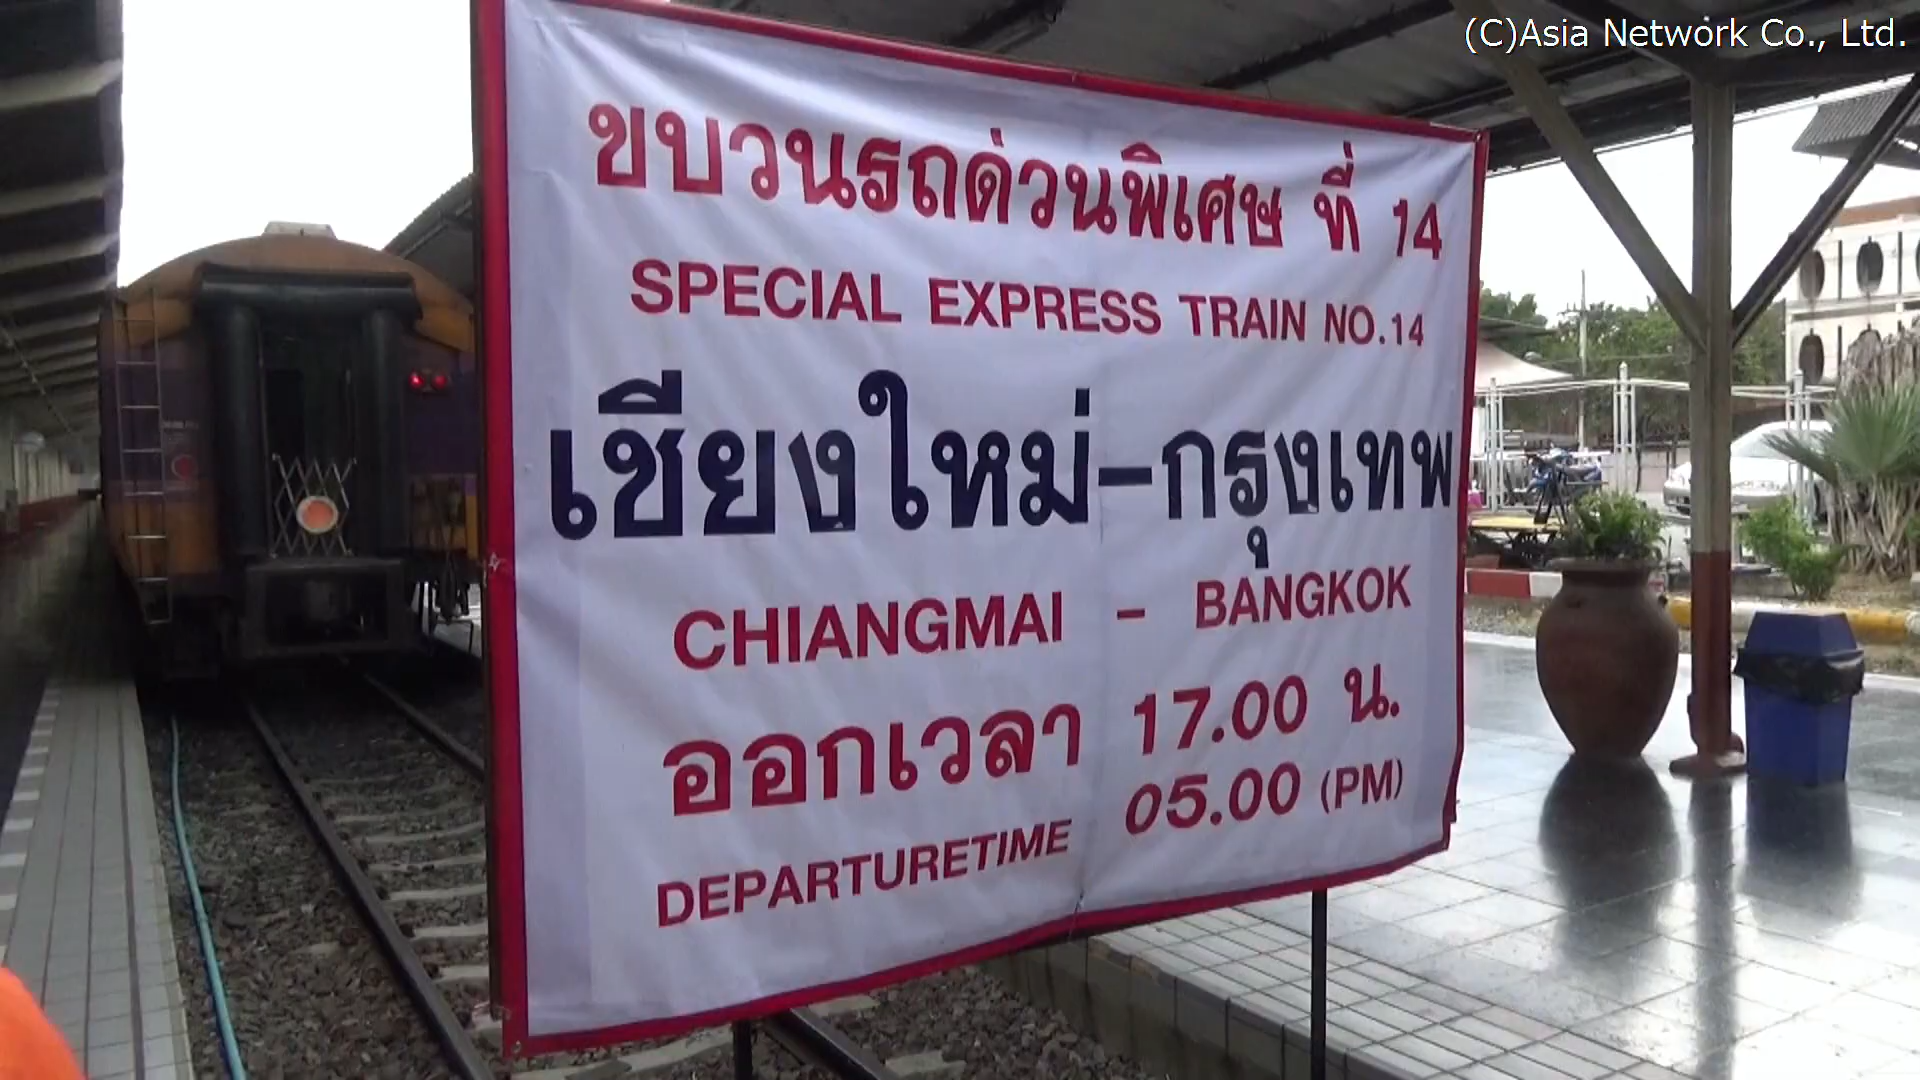 (C)Asia Network Co., Ltd.
ขบวนรถด่วนพิเศษ ที่ 14
SPECIAL EXPRESS TRAIN NO.14
เชียงใหม่-กรุงเทพ
CHIANGMAI - BANGKOK
ออกเวลา 17.00 น.
DEPARTURETIME 05.00 (PM)